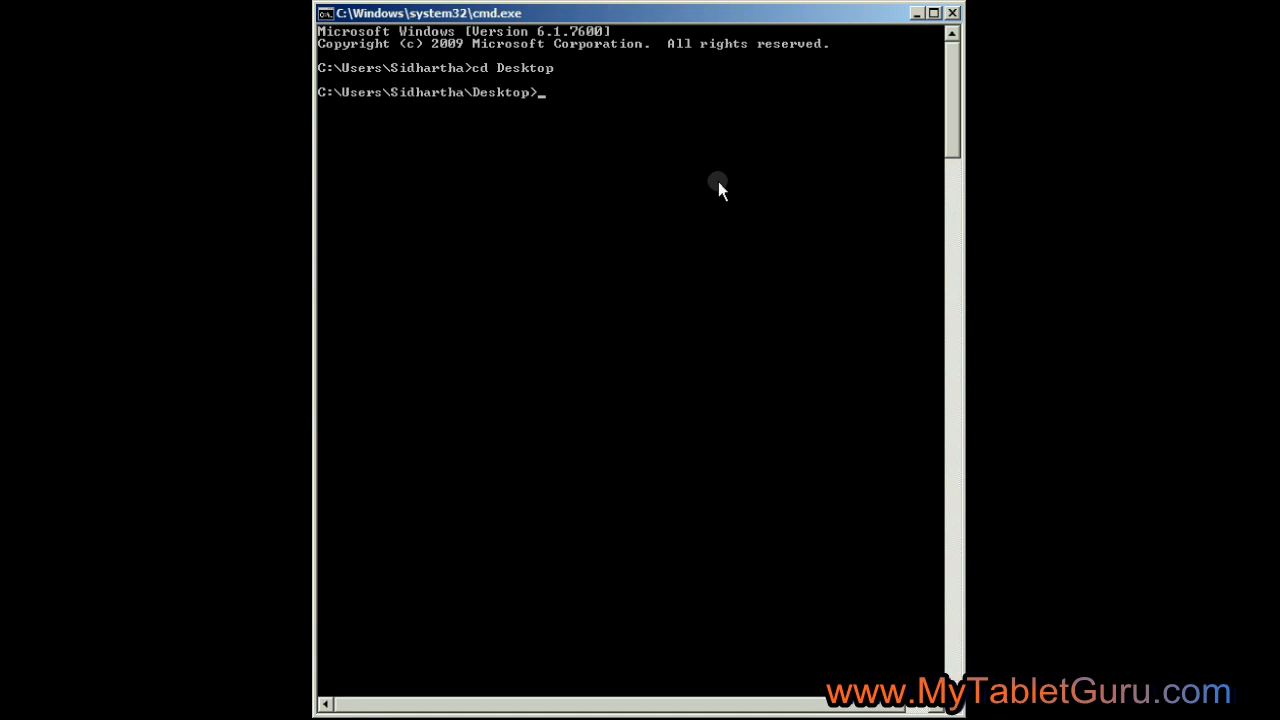 C:\Windows\system32\cmd.exe
Microsoft Windows [Version 6.1.7600]
Copyright (c) 2009 Microsoft Corporation.  All rights reserved.
C:\Users\Sidhartha>cd Desktop
C:\Users\Sidhartha\Desktop>_
www.MyTabletGuru.com